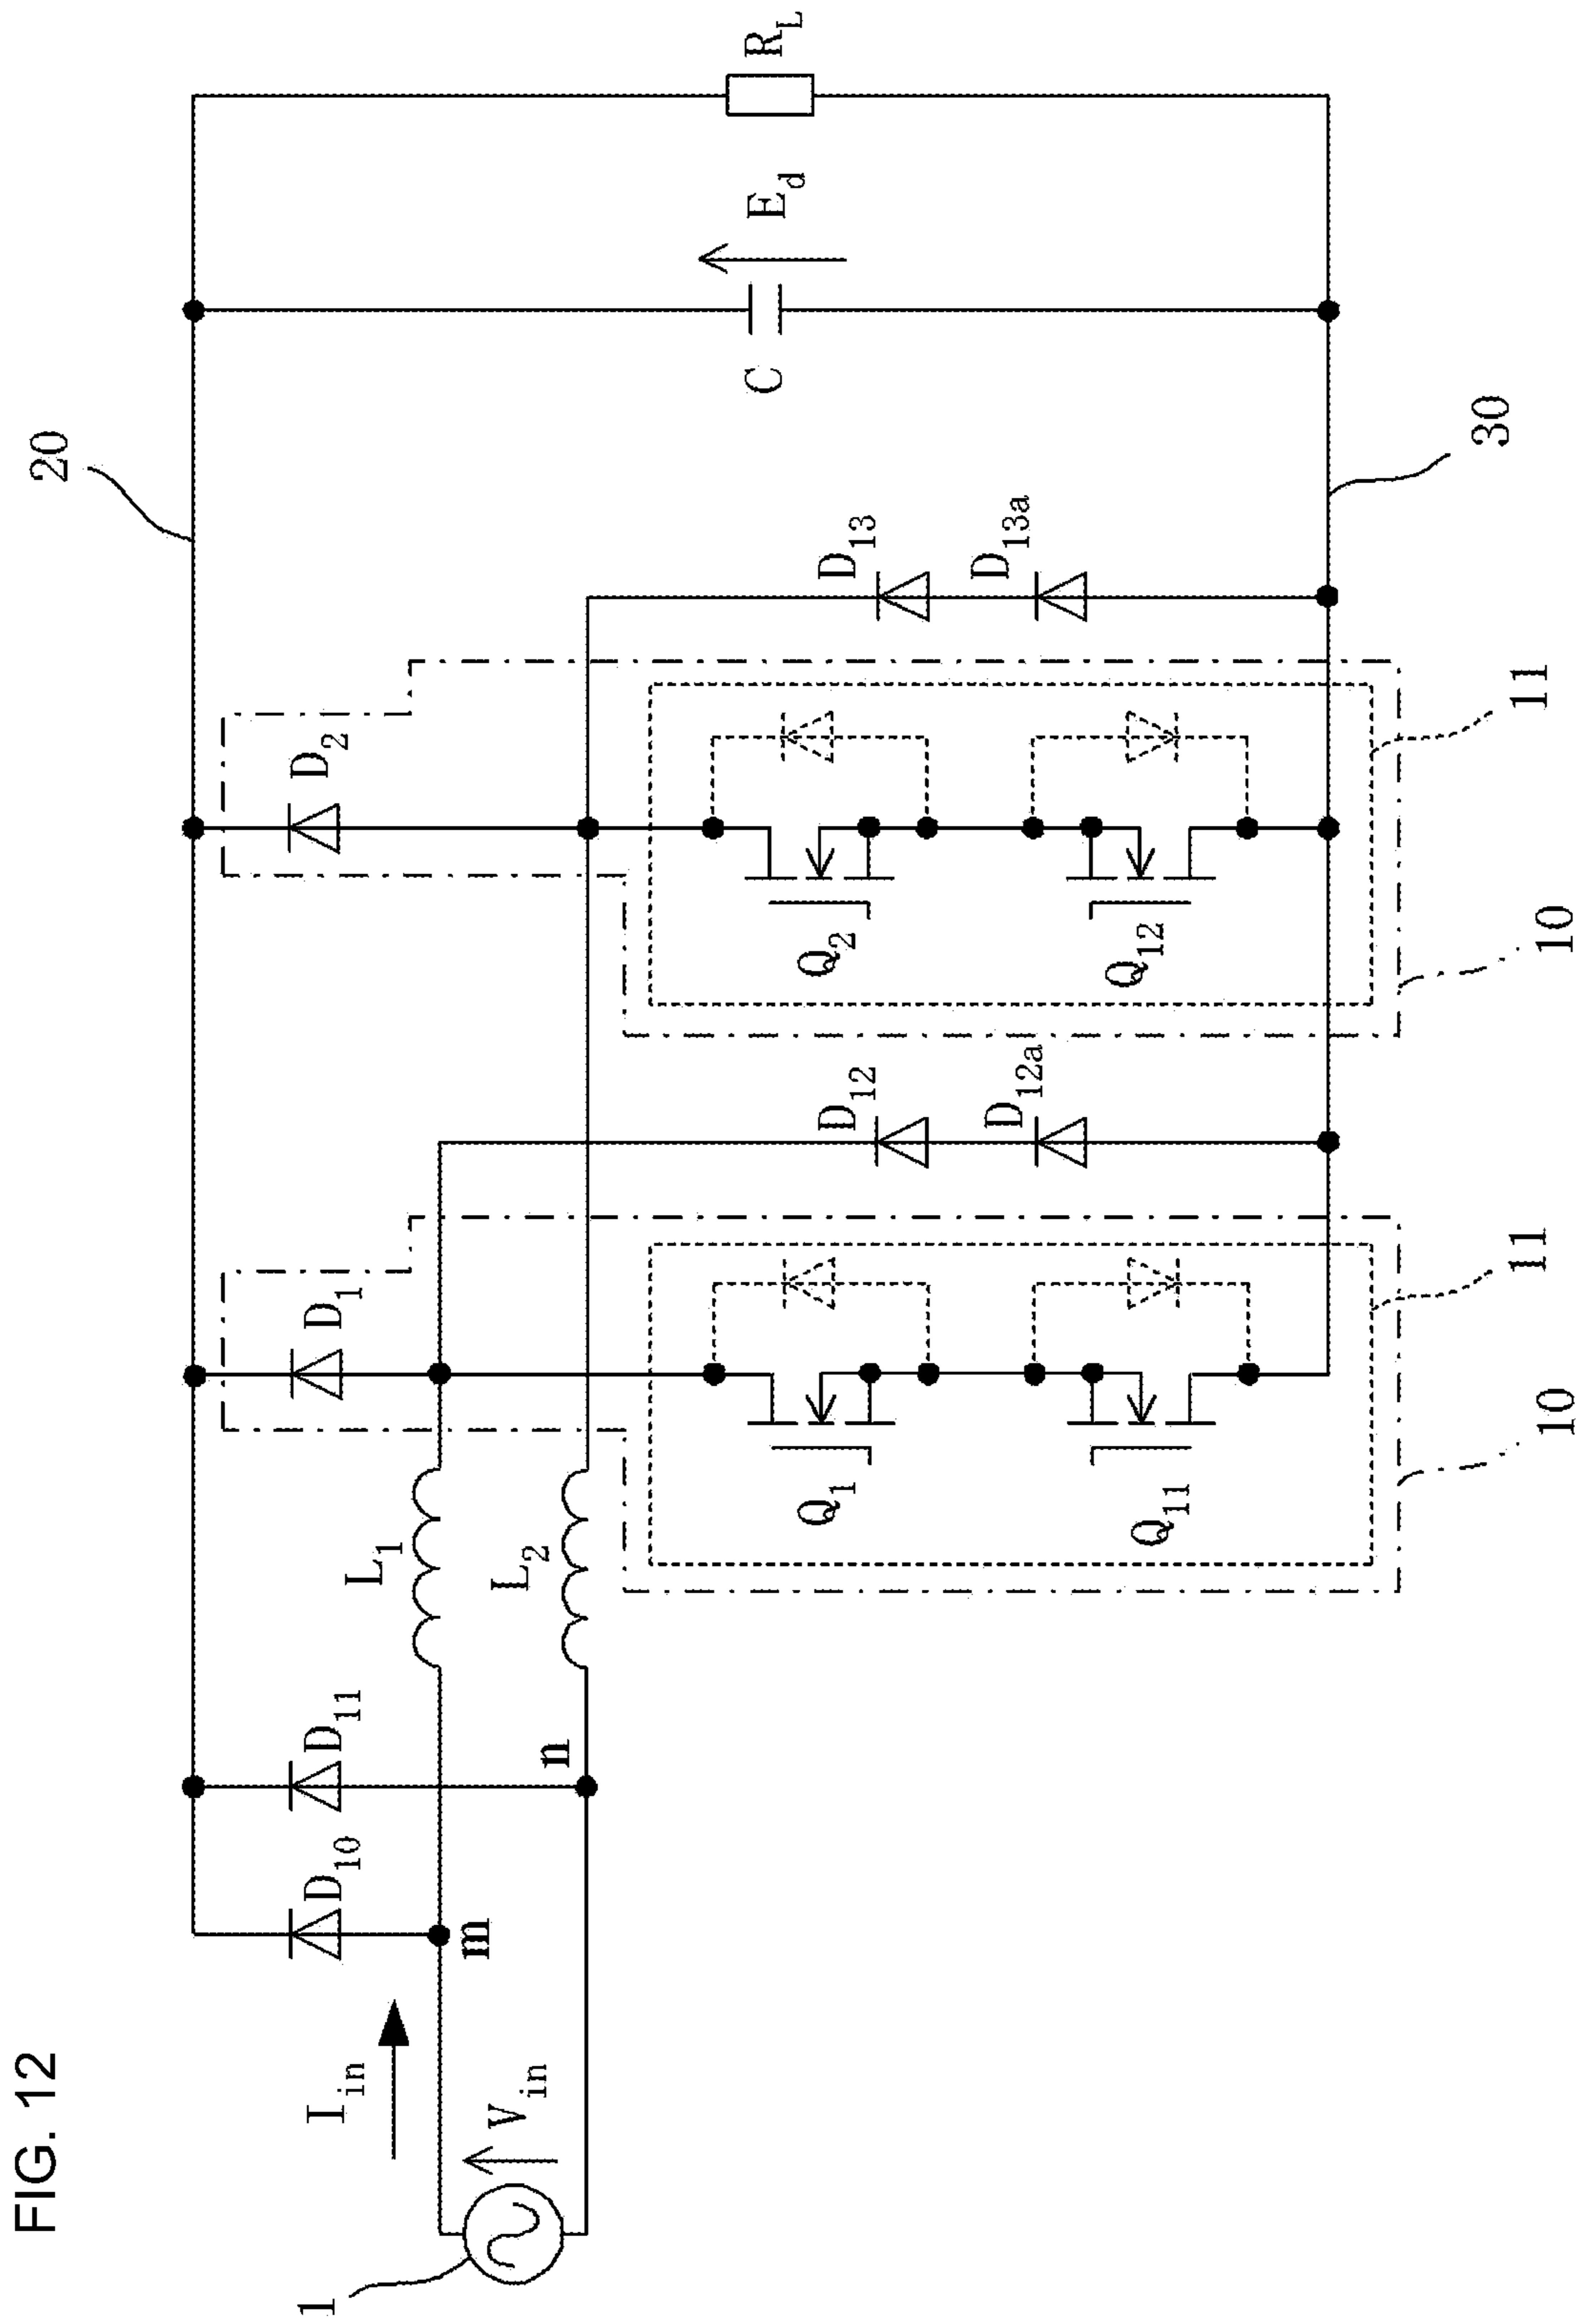 FIG. 12
1
V_in
I_in
m
n
D_10
D_11
L_1
L_2
D_1
Q_1
Q_11
D_12
D_12a
D_2
Q_2
Q_12
D_13
D_13a
C
E_d
R_L
20
30
11
10
11
10